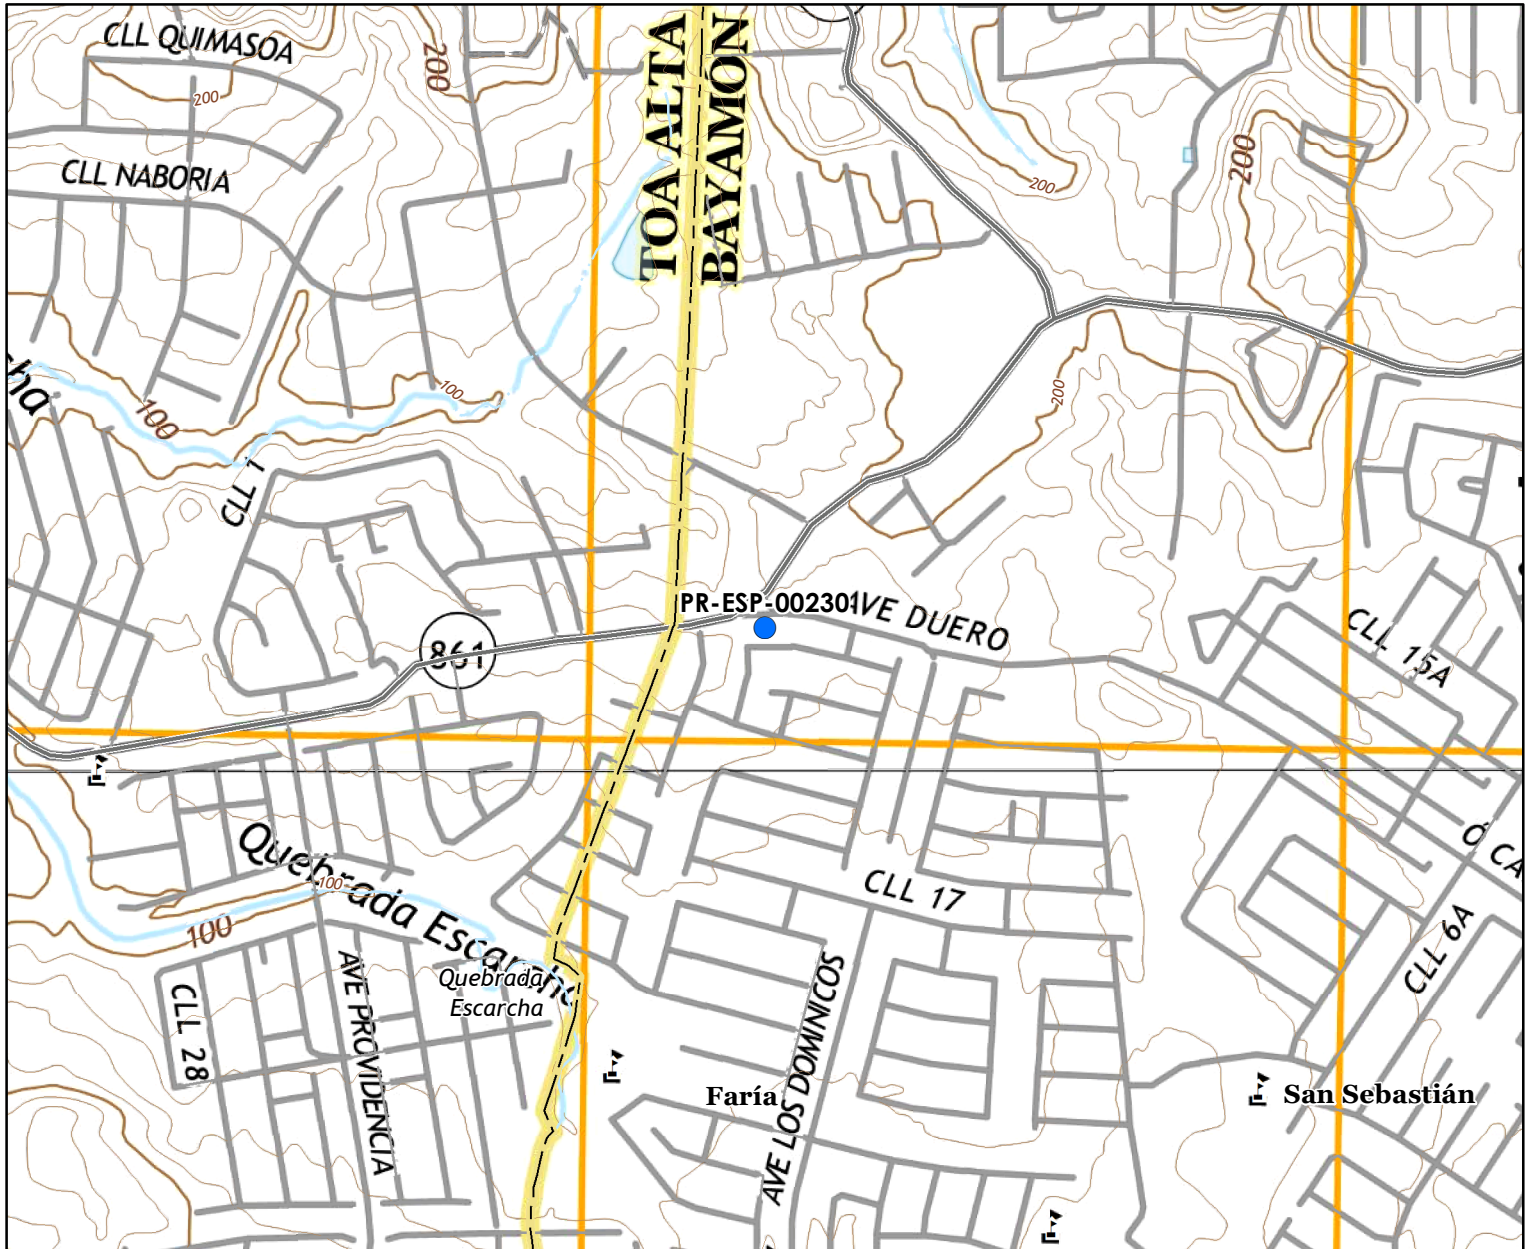 CLL QUIMASOA
200
200
TOA ALTA
BAYAMÓN
200
200
CLL NABORIA
100
100
200
CLL 1
PR-ESP-00230
AVE DUERO
861
CLL 15A
Quebrada Escarcha
100
100
CLL 17
CLL 6A
Quebrada
Escarcha
CLL 28
AVE PROVIDENCIA
AVE LOS DOMINICOS
Faría
San Sebastián